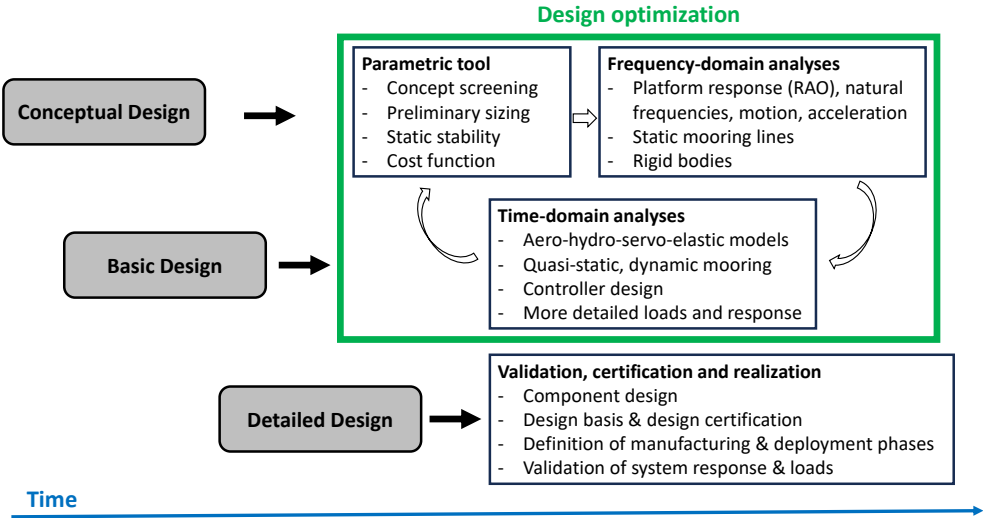 Design optimization
Conceptual Design
Parametric tool
- Concept screening
- Preliminary sizing
- Static stability
- Cost function
Frequency-domain analyses
- Platform response (RAO), natural
frequencies, motion, acceleration
- Static mooring lines
- Rigid bodies
Basic Design
Time-domain analyses
- Aero-hydro-servo-elastic models
- Quasi-static, dynamic mooring
- Controller design
- More detailed loads and response
Detailed Design
Validation, certification and realization
- Component design
- Design basis & design certification
- Definition of manufacturing & deployment phases
- Validation of system response & loads
Time